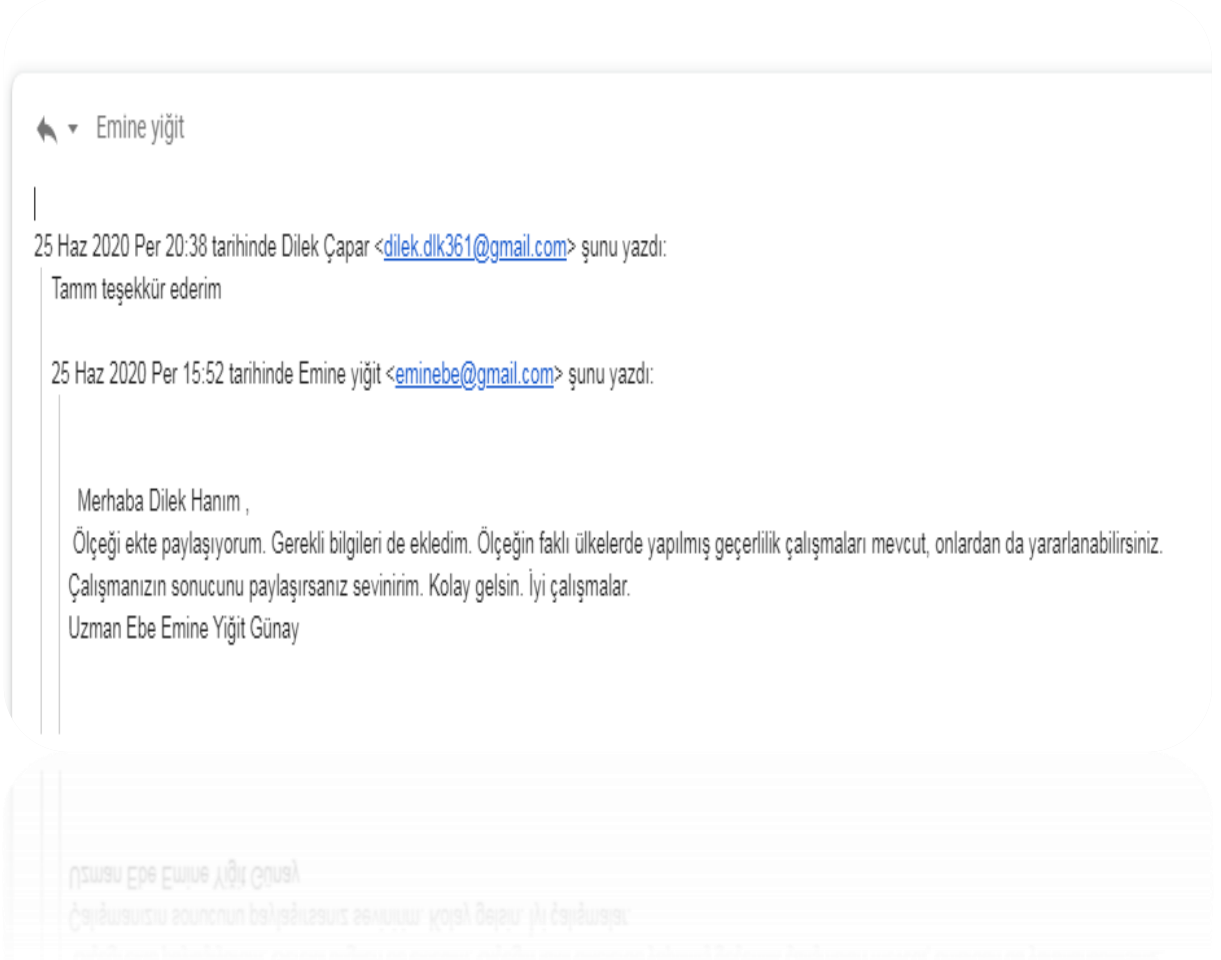 Emine yiğit
25 Haz 2020 Per 20:38 tarihinde Dilek Çapar <dilek.dlk361@gmail.com> şunu yazdı:
Tamm teşekkür ederim
25 Haz 2020 Per 15:52 tarihinde Emine yiğit <eminebe@gmail.com> şunu yazdı:
Merhaba Dilek Hanım ,
Ölçeği ekte paylaşıyorum. Gerekli bilgileri de ekledim. Ölçeğin faklı ülkelerde yapılmış geçerlilik çalışmaları mevcut, onlardan da yararlanabilirsiniz.
Çalışmanızın sonucunu paylaşırsanız sevinirim. Kolay gelsin. İyi çalışmalar.
Uzman Ebe Emine Yiğit Günay